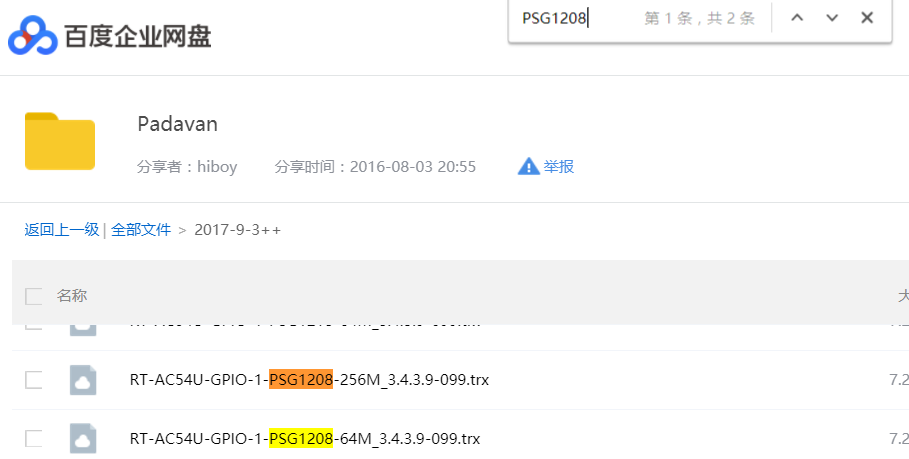 PSG1208 第 1 条 , 共 2 条
百度企业网盘
Padavan
分享者：hiboy 分享时间：2016-08-03 20:55 举报
返回上一级 | 全部文件 > 2017-9-3++
名称
RT-AC54U-GPIO-1-PSG1208-256M_3.4.3.9-099.trx 7.2
RT-AC54U-GPIO-1-PSG1208-64M_3.4.3.9-099.trx 7.2